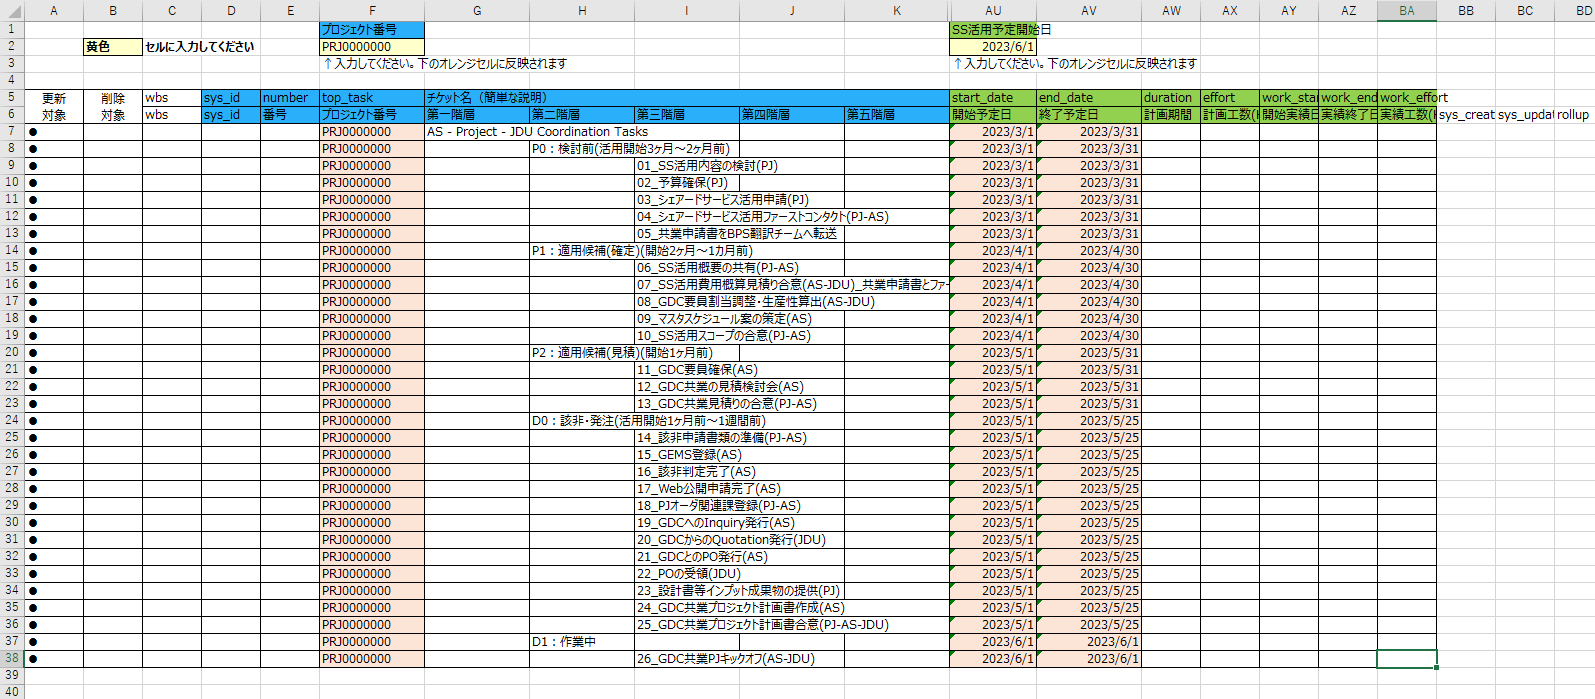 A B C D E F G H I J K AU AV AW AX AY AZ BA BB BC BD
1 プロジェクト番号 SS活用予定開始日
2 黄色 セルに入力してください PRJ0000000 2023/6/1
3 ↑入力してください。下のオレンジセルに反映されます ↑入力してください。下のオレンジセルに反映されます
4
5 更新 削除 wbs sys_id number top_task チケット名（簡単な説明） start_date end_date duration effort work_star work_end work_effort
6 対象 対象 wbs sys_id 番号 プロジェクト番号 第一階層 第二階層 第三階層 第四階層 第五階層 開始予定日 終了予定日 計画期間 計画工数( 開始実績日 実績終了日 実績工数( sys_creat sys_updat rollup
7 ● PRJ0000000 AS - Project - JDU Coordination Tasks 2023/3/1 2023/3/31
8 ● PRJ0000000 P0：検討前(活用開始3ヶ月～2ヶ月前) 2023/3/1 2023/3/31
9 ● PRJ0000000 01_SS活用内容の検討(PJ) 2023/3/1 2023/3/31
10 ● PRJ0000000 02_予算確保(PJ) 2023/3/1 2023/3/31
11 ● PRJ0000000 03_シェアードサービス活用申請(PJ) 2023/3/1 2023/3/31
12 ● PRJ0000000 04_シェアードサービス活用ファーストコンタクト(PJ-AS) 2023/3/1 2023/3/31
13 ● PRJ0000000 05_共業申請書をBPS翻訳チームへ転送 2023/3/1 2023/3/31
14 ● PRJ0000000 P1：適用候補(確定)(開始2ヶ月～1カ月前) 2023/4/1 2023/4/30
15 ● PRJ0000000 06_SS活用概要の共有(PJ-AS) 2023/4/1 2023/4/30
16 ● PRJ0000000 07_SS活用費用概算見積り合意(AS-JDU)_共業申請書とファー 2023/4/1 2023/4/30
17 ● PRJ0000000 08_GDC要員割当調整・生産性算出(AS-JDU) 2023/4/1 2023/4/30
18 ● PRJ0000000 09_マスタスケジュール案の策定(AS) 2023/4/1 2023/4/30
19 ● PRJ0000000 10_SS活用スコープの合意(PJ-AS) 2023/4/1 2023/4/30
20 ● PRJ0000000 P2：適用候補(見積)(開始1ヶ月前) 2023/5/1 2023/5/31
21 ● PRJ0000000 11_GDC要員確保(AS) 2023/5/1 2023/5/31
22 ● PRJ0000000 12_GDC共業の見積検討会(AS) 2023/5/1 2023/5/31
23 ● PRJ0000000 13_GDC共業見積りの合意(PJ-AS) 2023/5/1 2023/5/31
24 ● PRJ0000000 D0：該非・発注(活用開始1ヶ月前～1週間前) 2023/5/1 2023/5/25
25 ● PRJ0000000 14_該非申請書類の準備(PJ-AS) 2023/5/1 2023/5/25
26 ● PRJ0000000 15_GEMS登録(AS) 2023/5/1 2023/5/25
27 ● PRJ0000000 16_該非判定完了(AS) 2023/5/1 2023/5/25
28 ● PRJ0000000 17_Web公開申請完了(AS) 2023/5/1 2023/5/25
29 ● PRJ0000000 18_PJオーダ関連課登録(PJ-AS) 2023/5/1 2023/5/25
30 ● PRJ0000000 19_GDCへのInquiry発行(AS) 2023/5/1 2023/5/25
31 ● PRJ0000000 20_GDCからのQuotation発行(JDU) 2023/5/1 2023/5/25
32 ● PRJ0000000 21_GDCとのPO発行(AS) 2023/5/1 2023/5/25
33 ● PRJ0000000 22_POの受領(JDU) 2023/5/1 2023/5/25
34 ● PRJ0000000 23_設計書等インプット成果物の提供(PJ) 2023/5/1 2023/5/25
35 ● PRJ0000000 24_GDC共業プロジェクト計画書作成(AS) 2023/5/1 2023/5/25
36 ● PRJ0000000 25_GDC共業プロジェクト計画書合意(PJ-AS-JDU) 2023/5/1 2023/5/25
37 ● PRJ0000000 D1：作業中 2023/6/1 2023/6/1
38 ● PRJ0000000 26_GDC共業PJキックオフ(AS-JDU) 2023/6/1 2023/6/1
39
40